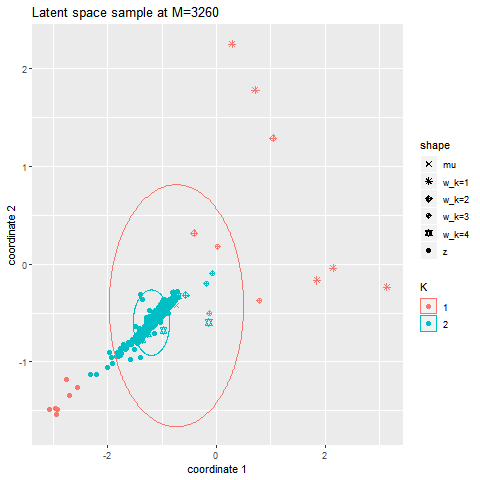 Latent space sample at M=3260
coordinate 2
2
1
0
-1
-2
0
2
coordinate 1
shape
mu
w_k=1
w_k=2
w_k=3
w_k=4
z
K
1
2